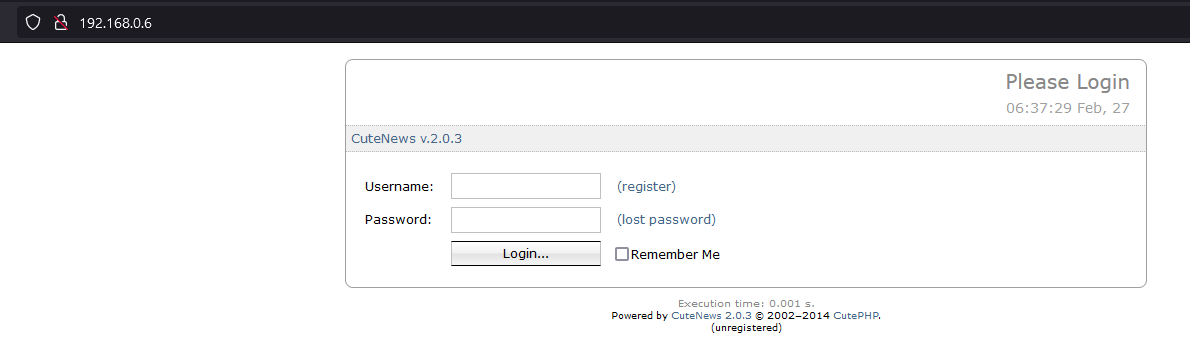 192.168.0.6
Please Login
06:37:29 Feb, 27
CuteNews v.2.0.3
Username: (register)
Password: (lost password)
Login... Remember Me
Execution time: 0.001 s.
Powered by CuteNews 2.0.3 © 2002–2014 CutePHP.
(unregistered)